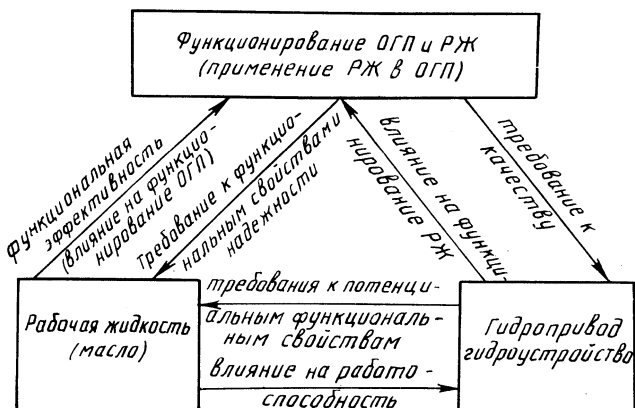 Функционирование ОГП и РЖ
(применение РЖ в ОГП)
функциональная
эффективность
(влияние на функцио-
нирование ОГП)
Требование к функцио-
нальным свойствам и
надежности
влияние на функци-
нирование РЖ
требование к
качеству
Рабочая жидкость
(масло)
требования к потенци-
альным функциональ-
ным свойствам
влияние на работо-
способность
Гидропривод
гидроустройство